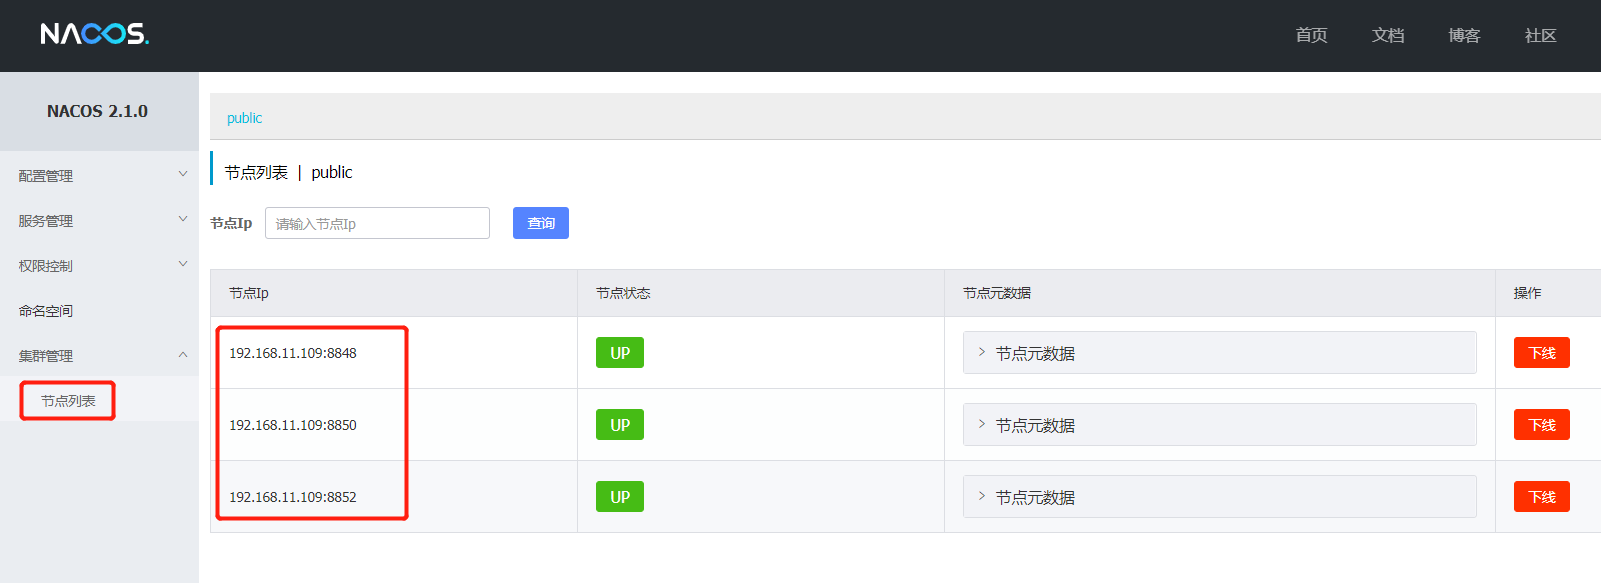 NACOS.
首页 文档 博客 社区
NACOS 2.1.0
配置管理
服务管理
权限控制
命名空间
集群管理
节点列表
public
节点列表 | public
节点Ip 请输入节点Ip 查询
节点Ip 节点状态 节点元数据 操作
192.168.11.109:8848 UP 节点元数据 下线
192.168.11.109:8850 UP 节点元数据 下线
192.168.11.109:8852 UP 节点元数据 下线